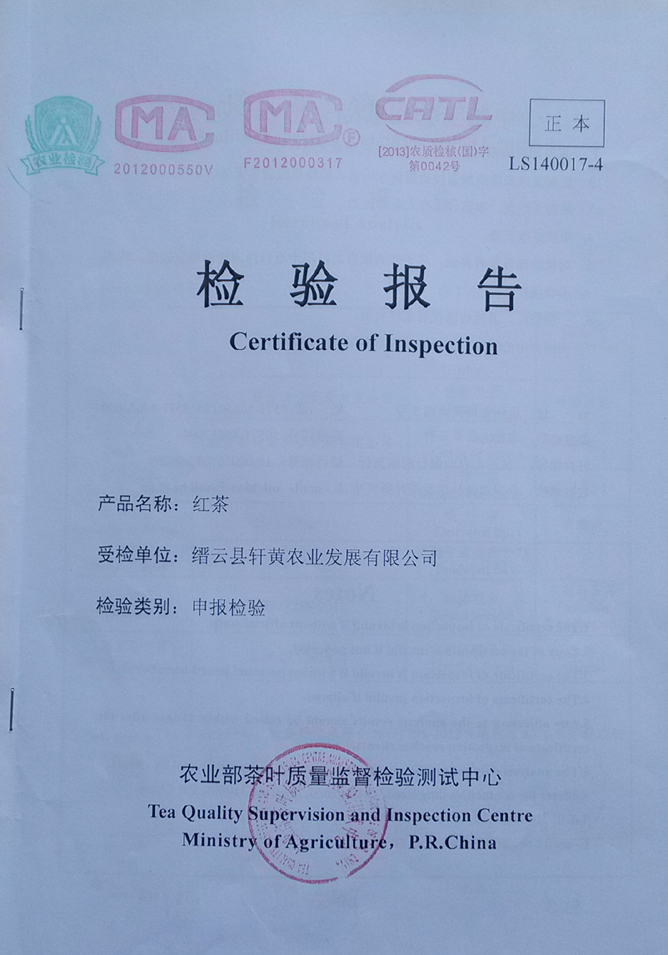 农业检测
MA
2012000550V
MA
F
F2012000317
CATL
[2013]农质检核(国)字
第0042号
正本
LS140017-4
检验报告
Certificate of Inspection
产品名称：红茶
受检单位：缙云县轩黄农业发展有限公司
检验类别：申报检验
农业部茶叶质量监督检验测试中心
Tea Quality Supervision and Inspection Centre
Ministry of Agriculture，P.R.China